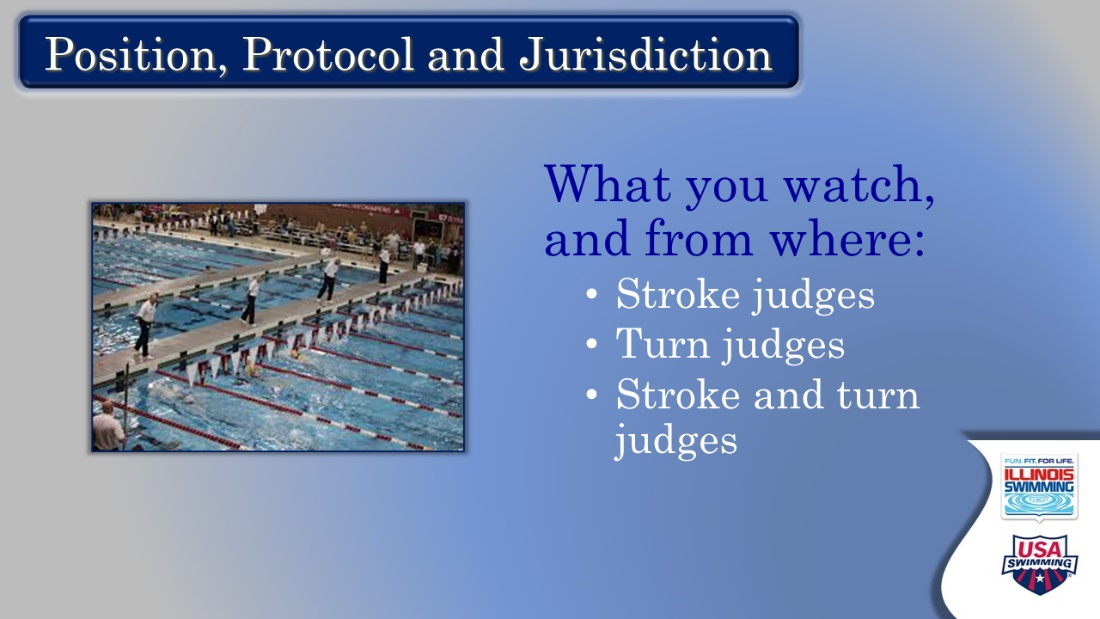 Position, Protocol and Jurisdiction
What you watch,
and from where:
• Stroke judges
• Turn judges
• Stroke and turn
judges
FUN. FIT. FOR LIFE.
ILLINOIS
SWIMMING
USA
SWIMMING